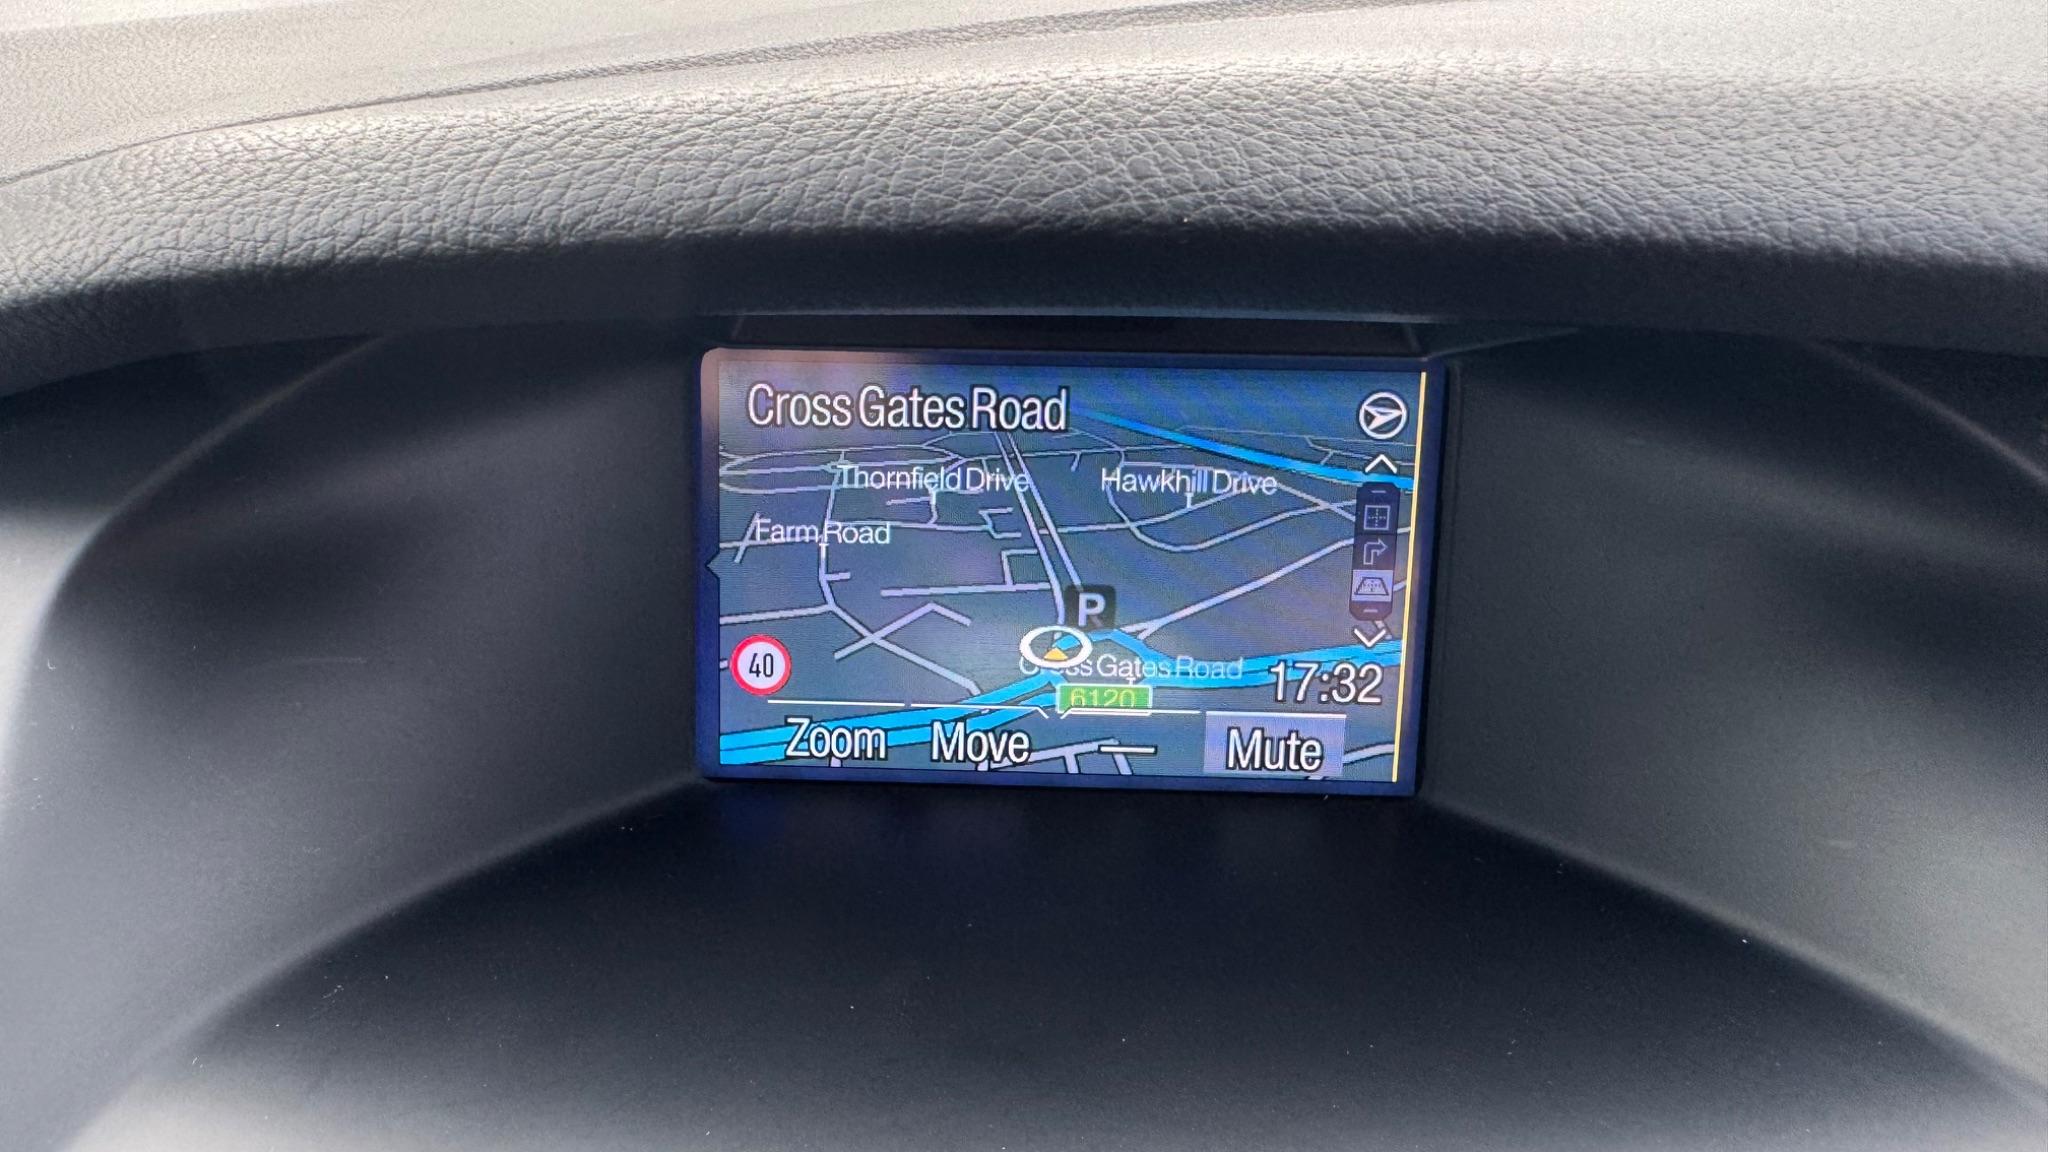 Cross Gates Road
Thornfield Drive
Hawkhill Drive
Farm Road
P
40
Cross Gates Road
17:32
6120
Zoom
Move
Mute